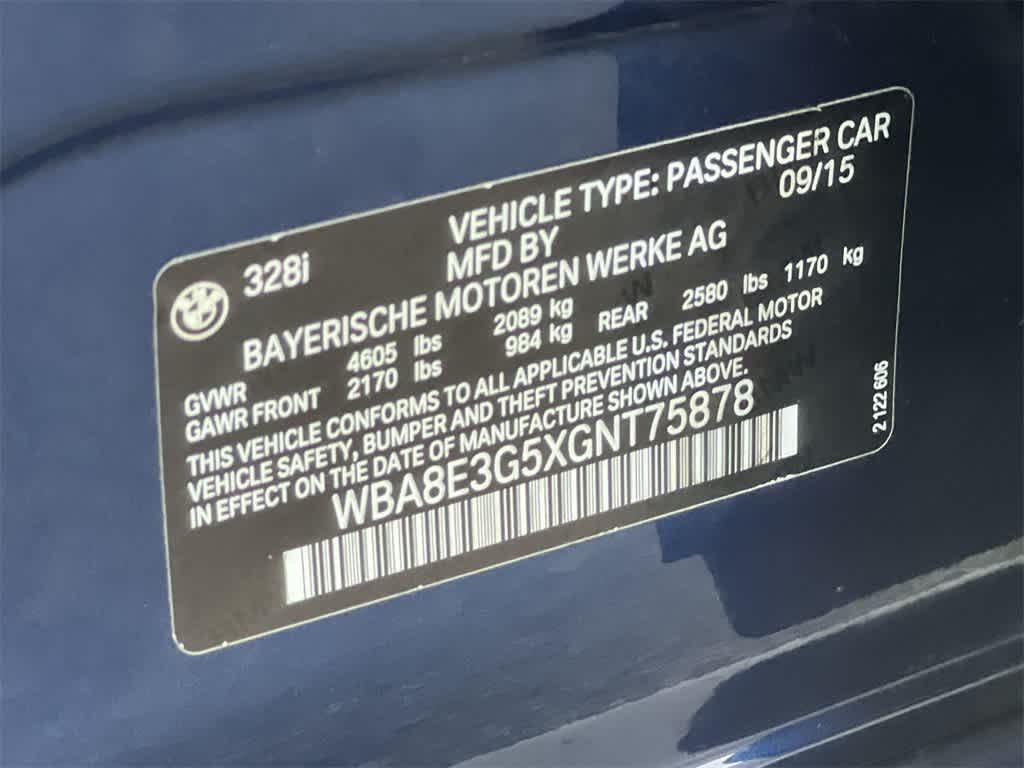 328i
VEHICLE TYPE: PASSENGER CAR
MFD BY
09/15
BAYERISCHE MOTOREN WERKE AG
GVWR 4605 lbs 2089 kg
GAWR FRONT 2170 lbs 984 kg REAR 2580 lbs 1170 kg
THIS VEHICLE CONFORMS TO ALL APPLICABLE U.S. FEDERAL MOTOR
VEHICLE SAFETY, BUMPER AND THEFT PREVENTION STANDARDS
IN EFFECT ON THE DATE OF MANUFACTURE SHOWN ABOVE.
WBA8E3G5XGNT75878
2 122 606